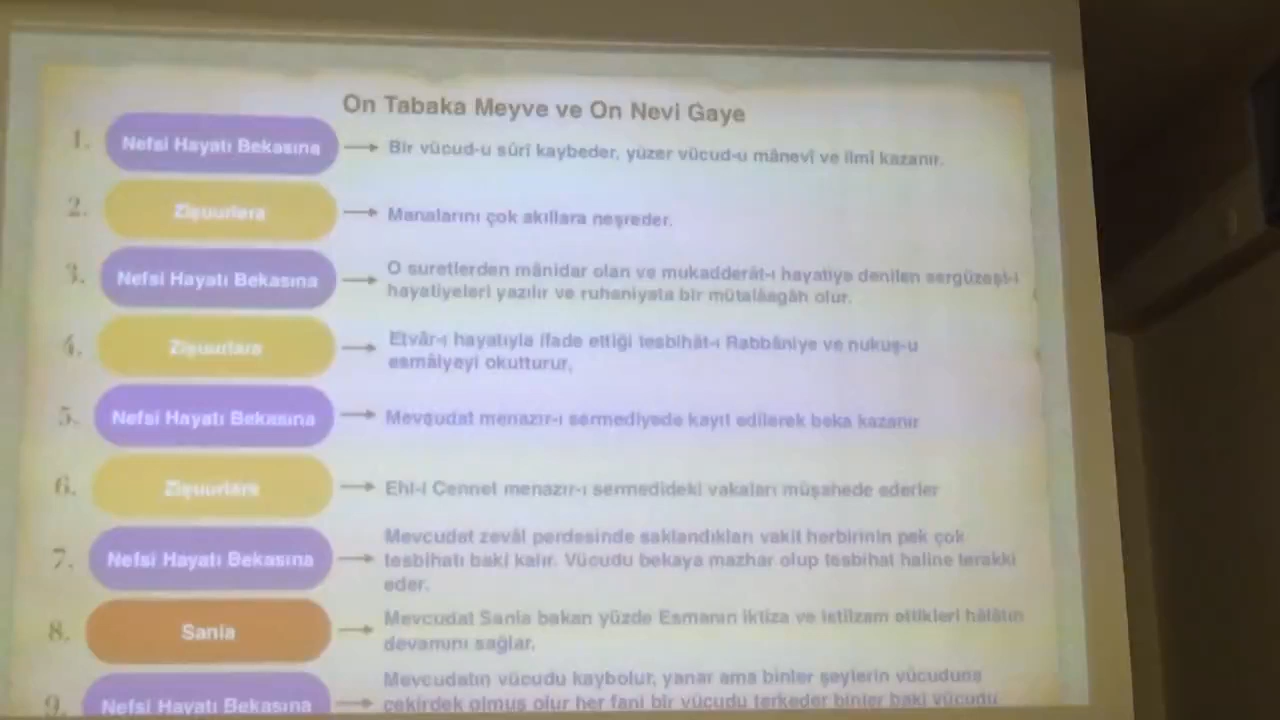 On Tabaka Meyve ve On Nevi Gaye
1. Nefsi Hayatı Bekasına → Bir vücud-u sûrî kaybeder, yüzer vücud-u mânevî ve ilmî kazanır.
2. Zişuurlara → Manalarını çok akıllara neşreder.
3. Nefsi Hayatı Bekasına → O suretlerden mânidar olan ve mukadderât-ı hayatiye denilen sergüzeşt-i
hayatiyeleri yazılır ve ruhaniyata bir mütalâagâh olur.
4. Zişuurlara → Etvâr-ı hayatıyla ifade ettiği tesbihât-ı Rabbâniye ve nukuş-u
esmâiyeyi okutturur.
5. Nefsi Hayatı Bekasına → Mevcudat menazır-ı sermediyede kayıt edilerek beka kazanır
6. Zişuurlara → Ehl-i Cennet menazır-ı sermedideki vakaları müşahede ederler
7. Nefsi Hayatı Bekasına → Mevcudat zevâl perdesinde saklandıkları vakit herbirinin pek çok
tesbihatı baki kalır. Vücudu bekaya mazhar olup tesbihat haline terakki
eder.
8. Sania → Mevcudat Sania bakan yüzde Esmanın iktiza ve istilzam ettikleri hâlâtın
devamını sağlar.
9. Nefsi Hayatı Bekasına → Mevcudatın vücudu kaybolur, yanar ama binler şeylerin vücuduna
çekirdek olmuş olur her fani bir vücudu terkeder binler baki vücudu